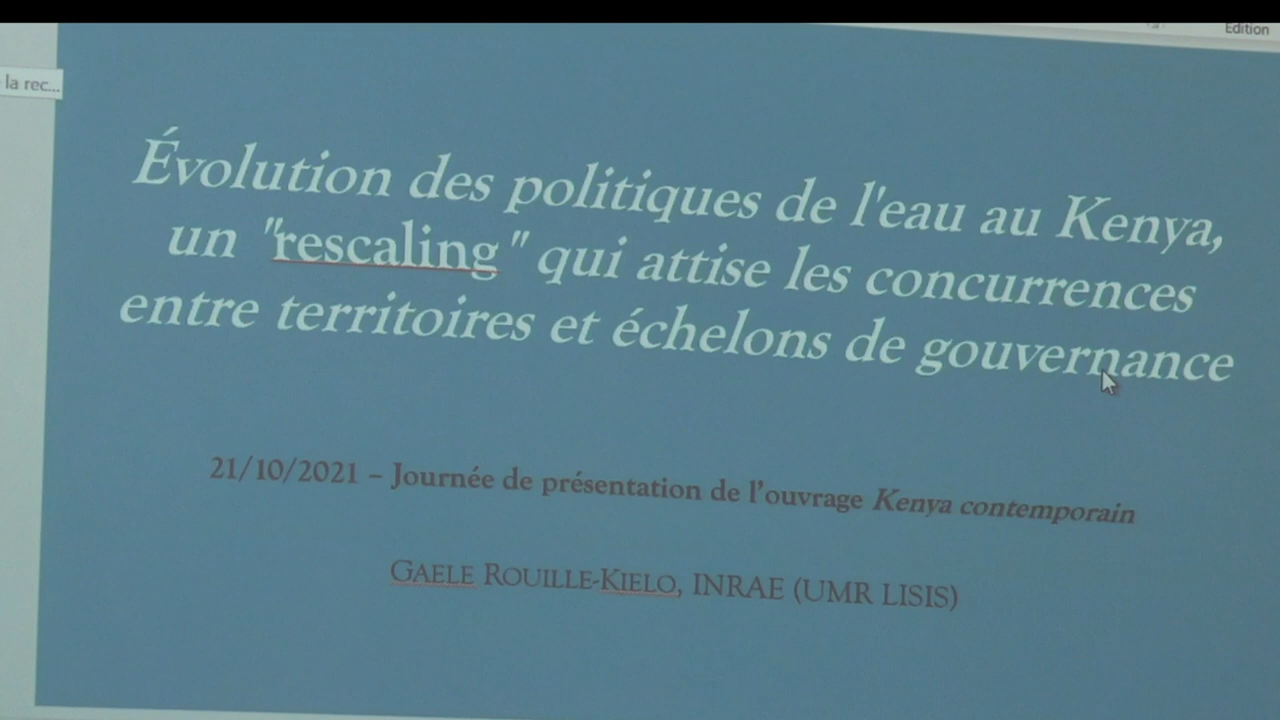 Edition
la rec...
Évolution des politiques de l'eau au Kenya,
un "rescaling" qui attise les concurrences
entre territoires et échelons de gouvernance
21/10/2021 – Journée de présentation de l’ouvrage Kenya contemporain
GAELE ROUILLE-KIELO, INRAE (UMR LISIS)